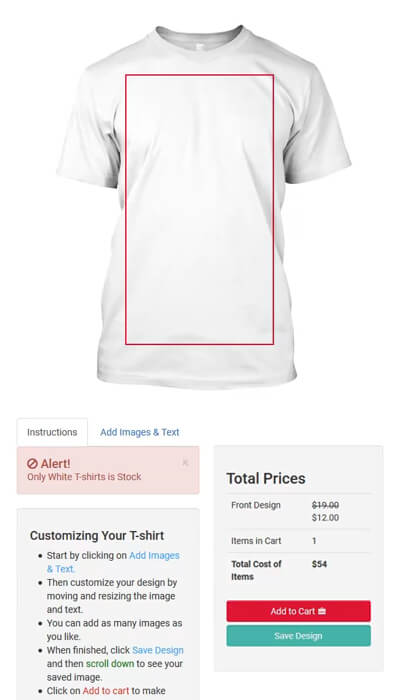 Instructions
Add Images & Text
Alert!
×
Only White T-shirts is Stock
Customizing Your T-shirt
Start by clicking on Add Images
& Text.
Then customize your design by
moving and resizing the image
and text.
You can add as many images as
you like.
When finished, click Save Design
and then scroll down to see your
saved image.
Click on Add to cart to make
Total Prices
Front Design $19.00
$12.00
Items in Cart 1
Total Cost of $54
Items
Add to Cart
Save Design